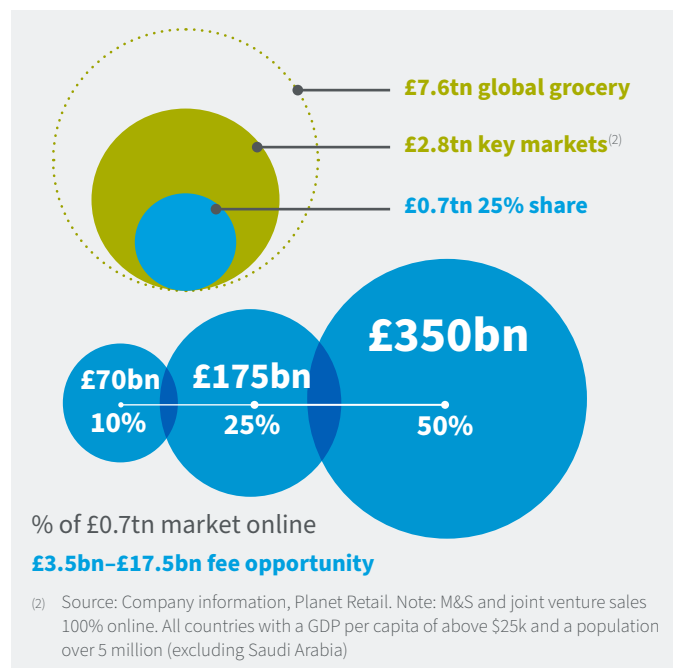 £7.6tn global grocery
£2.8tn key markets(2)
£0.7tn 25% share
£350bn
£175bn
£70bn
10%
25%
50%
% of £0.7tn market online
£3.5bn–£17.5bn fee opportunity
(2) Source: Company information, Planet Retail. Note: M&S and joint venture sales
100% online. All countries with a GDP per capita of above $25k and a population
over 5 million (excluding Saudi Arabia)